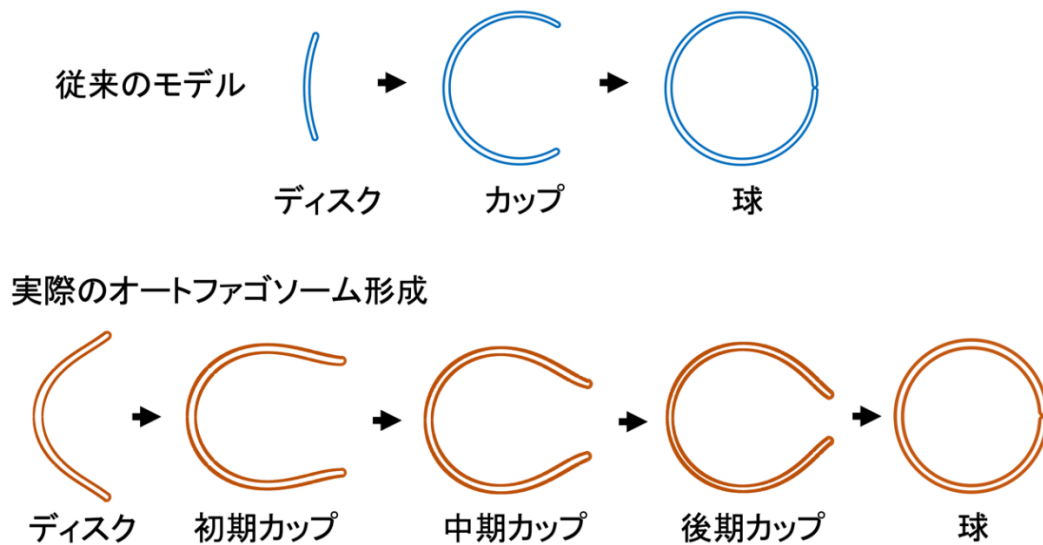 従来のモデル
ディスク
カップ
球
実際のオートファゴソーム形成
ディスク
初期カップ
中期カップ
後期カップ
球